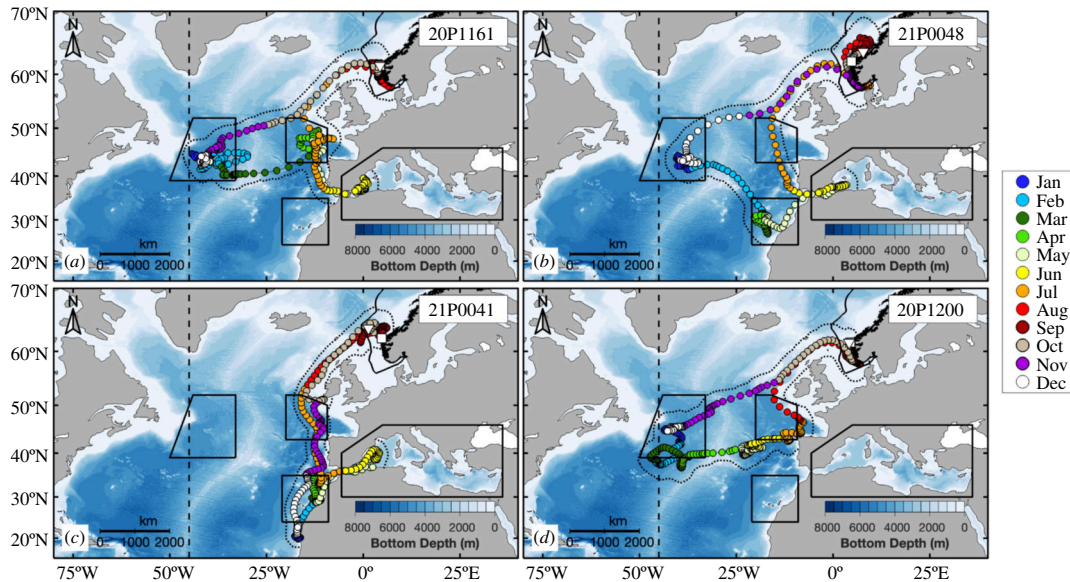 70ºN
60ºN
50ºN
40ºN
30ºN
20ºN
N
20P1161
km
0 1000 2000
(a)
8000 6000 4000 2000 0
Bottom Depth (m)
N
21P0048
km
0 1000 2000
(b)
8000 6000 4000 2000 0
Bottom Depth (m)
70ºN
60ºN
50ºN
40ºN
30ºN
20ºN
N
21P0041
km
0 1000 2000
(c)
8000 6000 4000 2000 0
Bottom Depth (m)
N
20P1200
km
0 1000 2000
(d)
8000 6000 4000 2000 0
Bottom Depth (m)
75ºW 50ºW 25ºW 0º 25ºE
75ºW 50ºW 25ºW 0º 25ºE
Jan
Feb
Mar
Apr
May
Jun
Jul
Aug
Sep
Oct
Nov
Dec